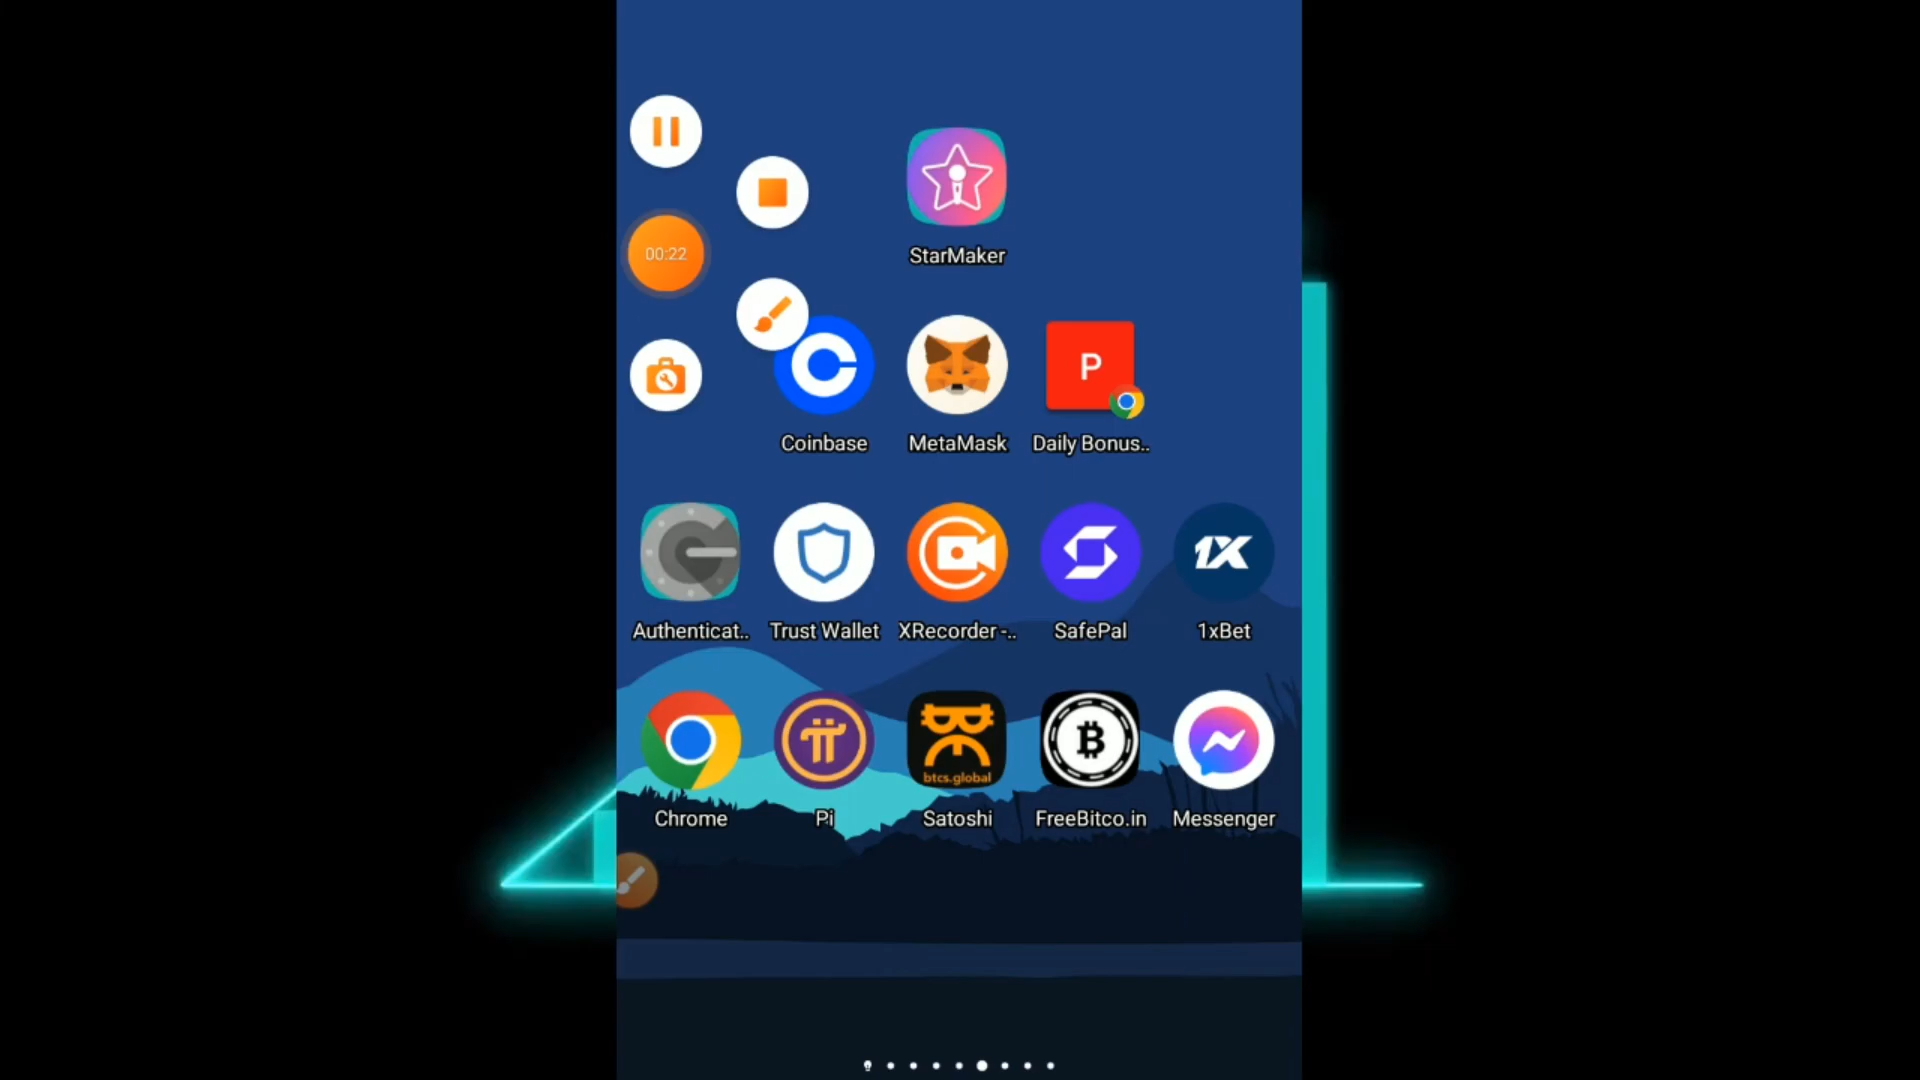 StarMaker
00:22
P
Coinbase
MetaMask
Daily Bonus..
1X
Authenticat..
Trust Wallet
XRecorder -..
SafePal
1xBet
btcs.global
Chrome
Pi
Satoshi
FreeBitco.in
Messenger